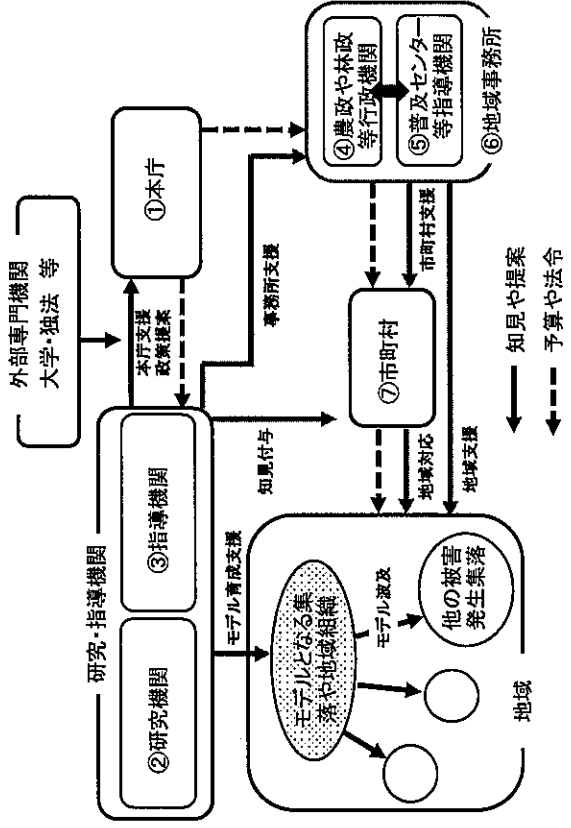 外部専門機関
大学・独法 等
研究・指導機関
②研究機関
③指導機関
本庁支援
政策提案
①本庁
モデル育成支援
知見付与
事務所支援
④農政や林政
等行政機関
⑤普及センター
等指導機関
⑥地域事務所
市町村支援
⑦市町村
地域対応
地域支援
モデルとなる集
落や地域組織
モデル波及
他の被害
発生集落
地域
知見や提案
予算や法令